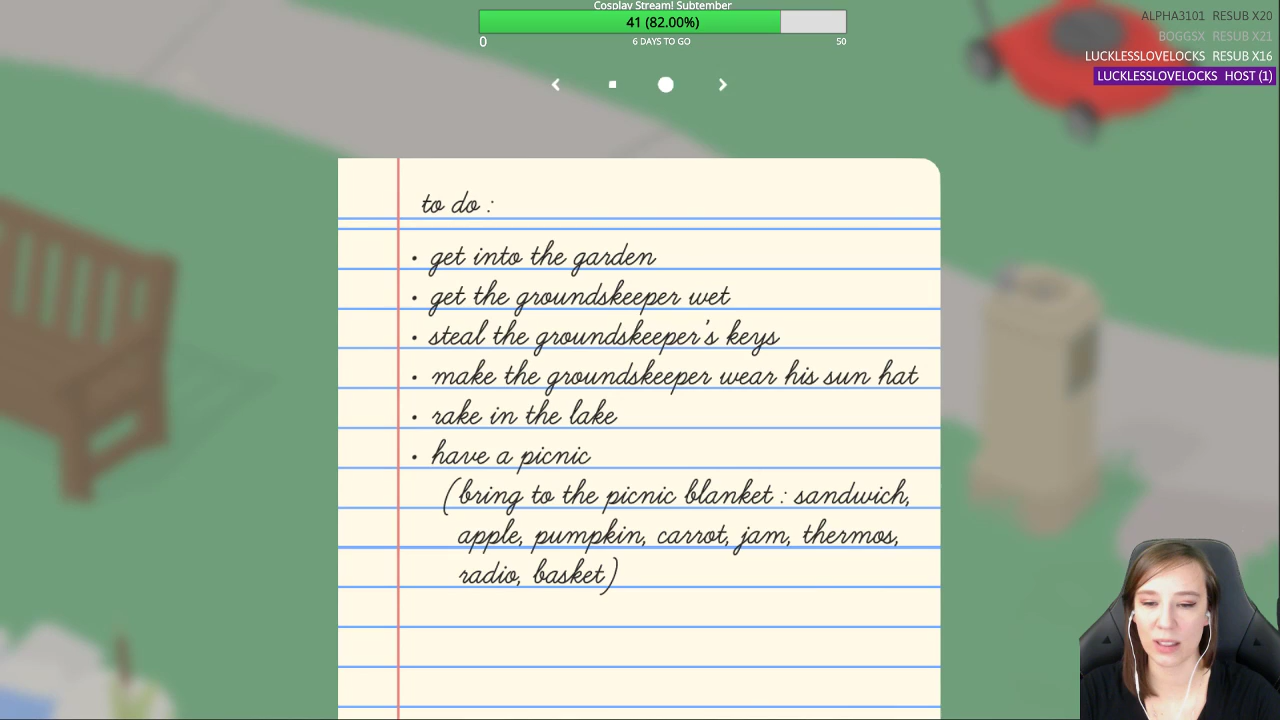 Cosplay Stream! Subtember
41 (82.00%)
0 6 DAYS TO GO 50
ALPHA3101 RESUB X20
BOGGSX RESUB X21
LUCKLESSLOVELOCKS RESUB X16
LUCKLESSLOVELOCKS HOST (1)
to do :
• get into the garden
• get the groundskeeper wet
• steal the groundskeeper's keys
• make the groundskeeper wear his sun hat
• rake in the lake
• have a picnic
(bring to the picnic blanket : sandwich,
apple, pumpkin, carrot, jam, thermos,
radio, basket)